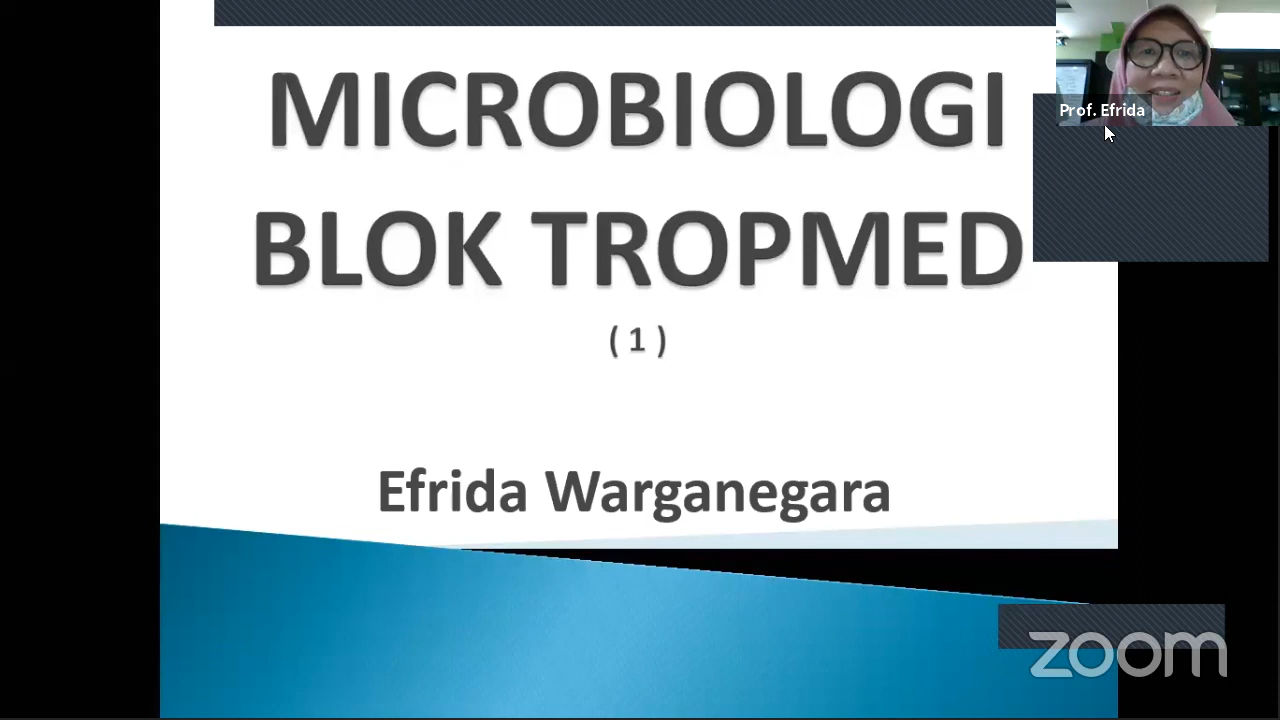 MICROBIOLOGI
BLOK TROPMED
( 1 )
Efrida Warganegara
Prof. Efrida
zoom